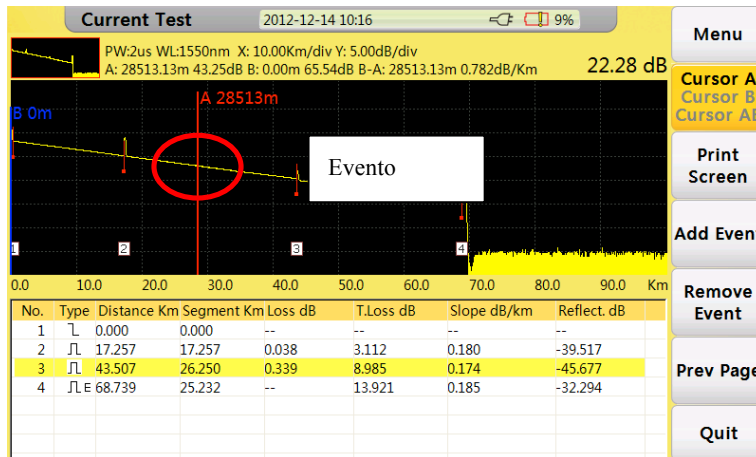 Current Test 2012-12-14 10:16 9%
PW:2us WL:1550nm X: 10.00Km/div Y: 5.00dB/div
A: 28513.13m 43.25dB B: 0.00m 65.54dB B-A: 28513.13m 0.782dB/Km 22.28 dB
A 28513m
B 0m
Evento
1 2 3 4
0.0 10.0 20.0 30.0 40.0 50.0 60.0 70.0 80.0 90.0 Km
No. Type Distance Km Segment Km Loss dB T.Loss dB Slope dB/km Reflect. dB
1 0.000 0.000 -- -- -- --
2 17.257 17.257 0.038 3.112 0.180 -39.517
3 43.507 26.250 0.339 8.985 0.174 -45.677
4 E 68.739 25.232 -- 13.921 0.185 -32.294
Menu
Cursor A
Cursor B
Cursor AB
Print
Screen
Add Event
Remove
Event
Prev Page
Quit